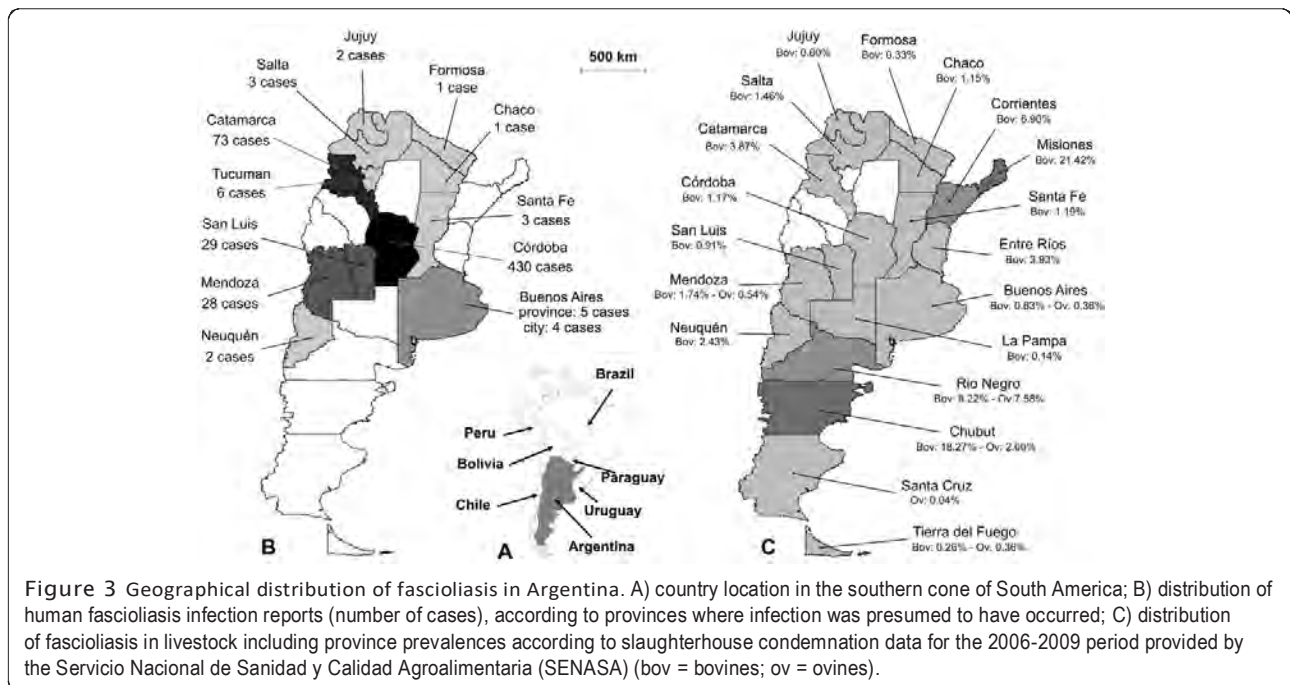 Jujuy
2 cases
Salta
3 cases
Formosa
1 case
Catamarca
73 cases
Chaco
1 case
Tucuman
6 cases
San Luis
29 cases
Santa Fe
3 cases
Mendoza
28 cases
Córdoba
430 cases
Neuquén
2 cases
Buenos Aires
province: 5 cases
city: 4 cases
B
500 km
Brazil
Peru
Bolivia
Paraguay
Chile
Uruguay
Argentina
A
Jujuy
Bov: 0.60%
Formosa
Bov: 0.33%
Salta
Bov: 1.46%
Chaco
Bov: 1.15%
Catamarca
Bov: 3.87%
Corrientes
Bov: 6.90%
Misiones
Bov: 21.42%
Córdoba
Bov: 1.17%
Santa Fe
Bov: 1.19%
San Luis
Bov: 0.91%
Entre Ríos
Bov: 3.93%
Mendoza
Bov: 1.74% - Ov: 0.54%
Buenos Aires
Bov: 0.63% - Ov: 0.36%
Neuquén
Bov: 2.43%
La Pampa
Bov: 0.14%
Rio Negro
Bov: 8.22% - Ov:7.58%
Chubut
Bov: 18.27% - Ov: 2.00%
Santa Cruz
Ov: 0.04%
Tierra del Fuego
Bov: 0.26% - Ov: 0.36%
C
Figure 3 Geographical distribution of fascioliasis in Argentina. A) country location in the southern cone of South America; B) distribution of
human fascioliasis infection reports (number of cases), according to provinces where infection was presumed to have occurred; C) distribution
of fascioliasis in livestock including province prevalences according to slaughterhouse condemnation data for the 2006-2009 period provided by
the Servicio Nacional de Sanidad y Calidad Agroalimentaria (SENASA) (bov = bovines; ov = ovines).